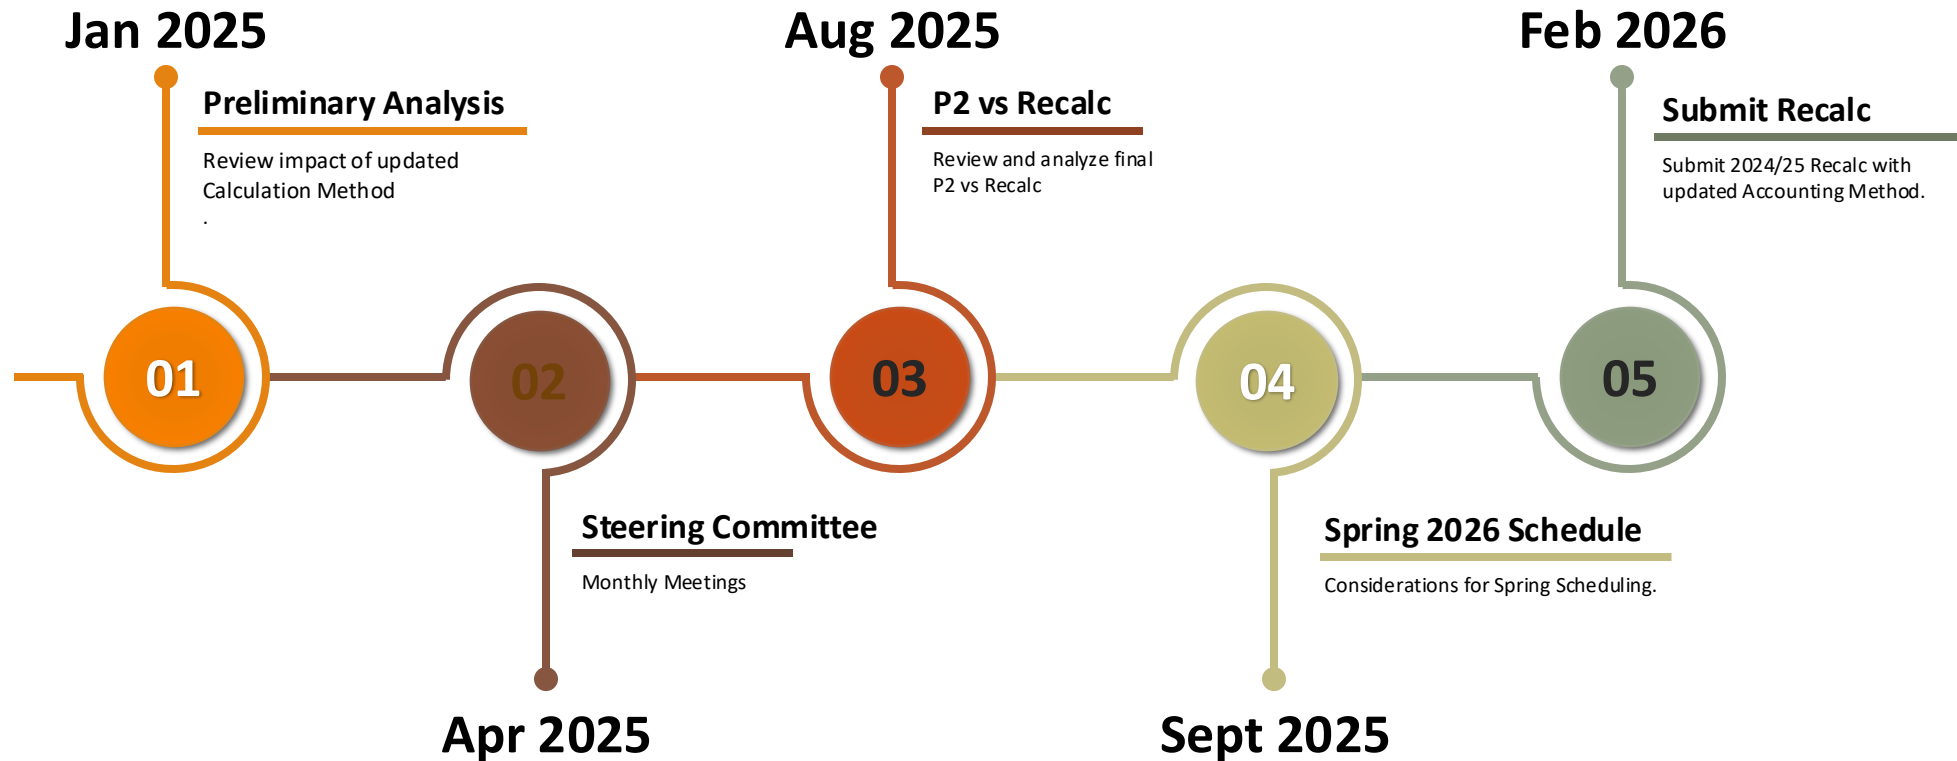 Jan 2025
Preliminary Analysis
Review impact of updated
Calculation Method
.
01
02
Steering Committee
Monthly Meetings
Apr 2025
Aug 2025
P2 vs Recalc
Review and analyze final
P2 vs Recalc
03
04
Spring 2026 Schedule
Considerations for Spring Scheduling.
Sept 2025
Feb 2026
Submit Recalc
Submit 2024/25 Recalc with
updated Accounting Method.
05